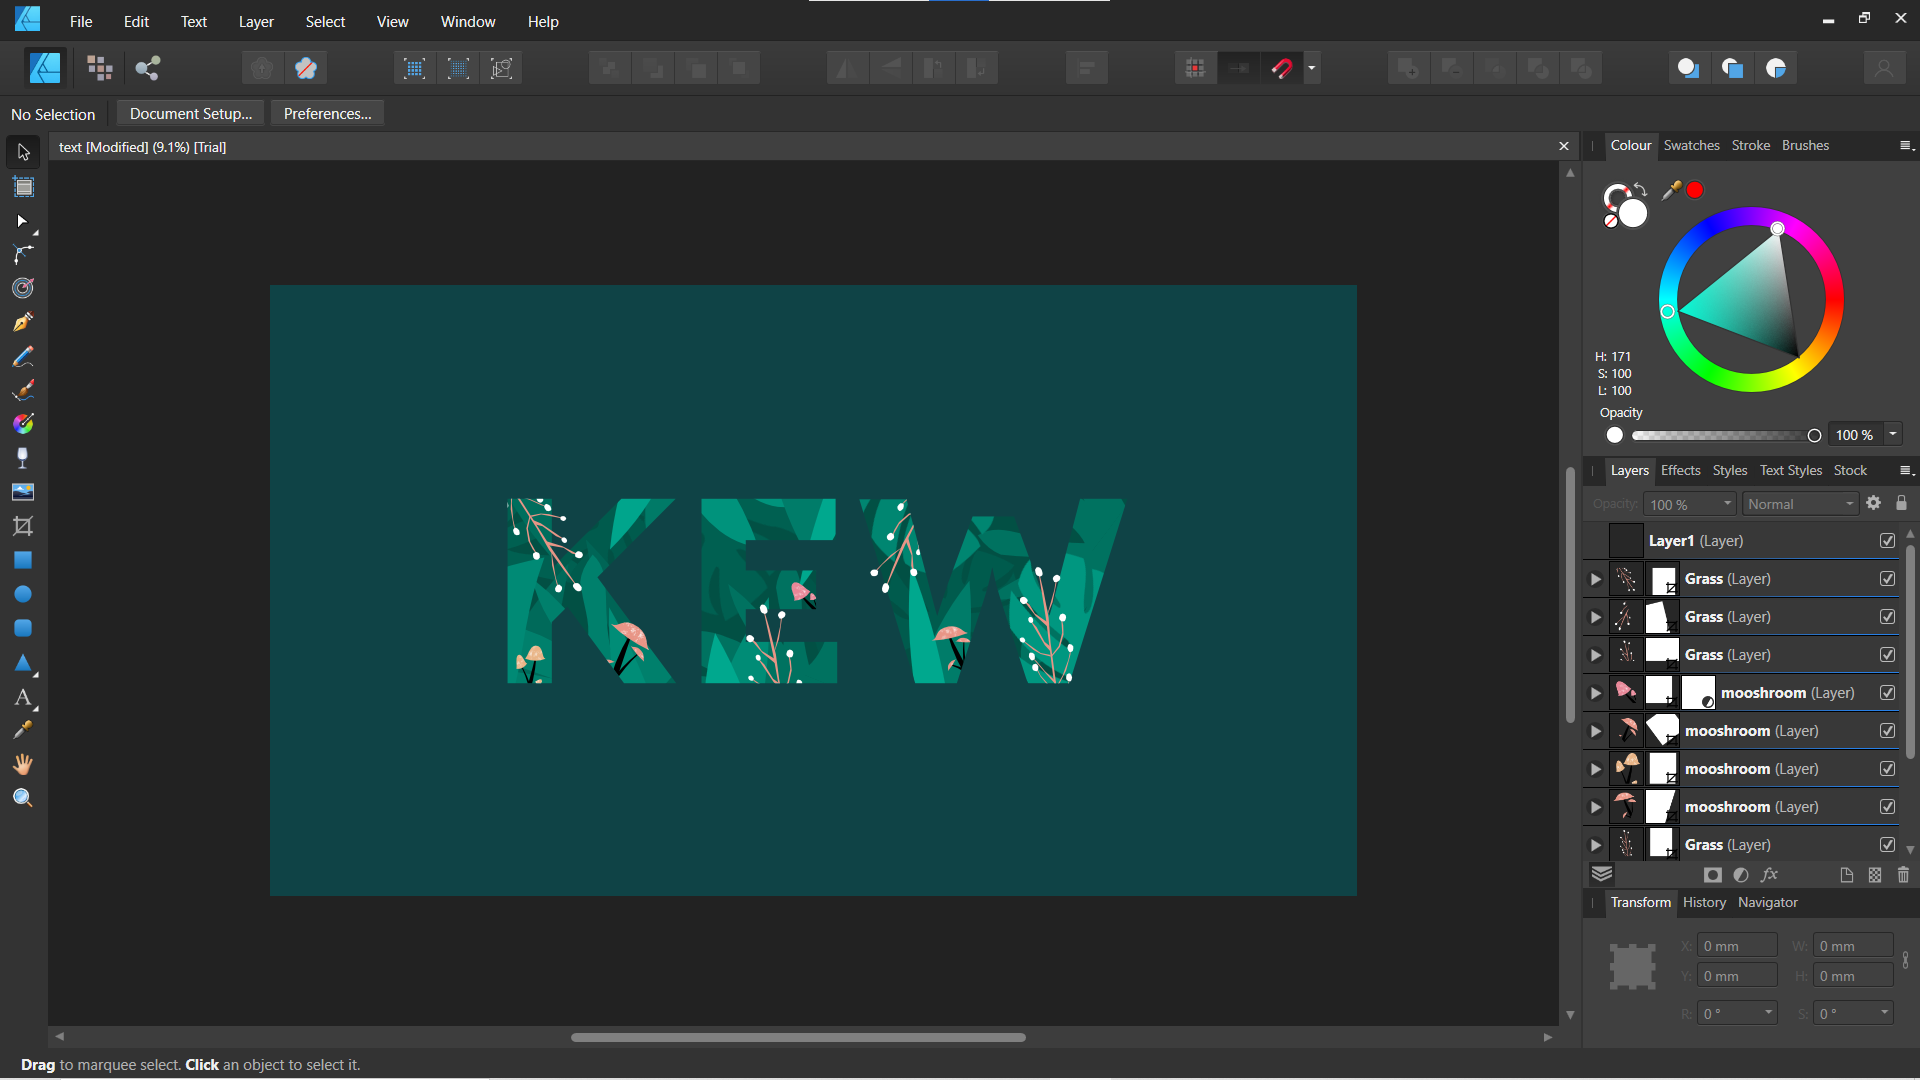 File Edit Text Layer Select View Window Help
No Selection Document Setup... Preferences...
text [Modified] (9.1%) [Trial]
Colour Swatches Stroke Brushes
H: 171
S: 100
L: 100
Opacity
100 %
KEW
Layers Effects Styles Text Styles Stock
Opacity: 100 % Normal
Layer1 (Layer)
Grass (Layer)
Grass (Layer)
Grass (Layer)
mooshroom (Layer)
mooshroom (Layer)
mooshroom (Layer)
mooshroom (Layer)
Grass (Layer)
fx
Transform History Navigator
X: 0 mm W: 0 mm
Y: 0 mm H: 0 mm
R: 0 ° S: 0 °
Drag to marquee select. Click an object to select it.